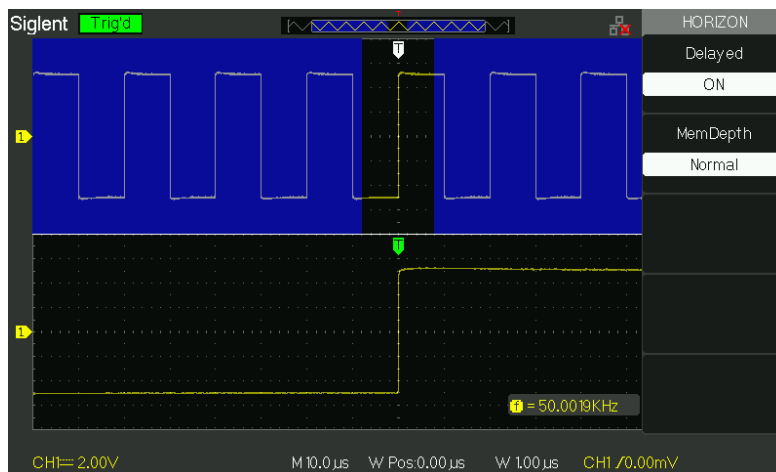 Siglent Trig'd HORIZON
T
Delayed
ON
MemDepth
Normal
T
1
T
1
f = 50.0019KHz
CH1 2.00V M 10.0µs W Pos:0.00µs W 1.00µs CH1 /0.00mV